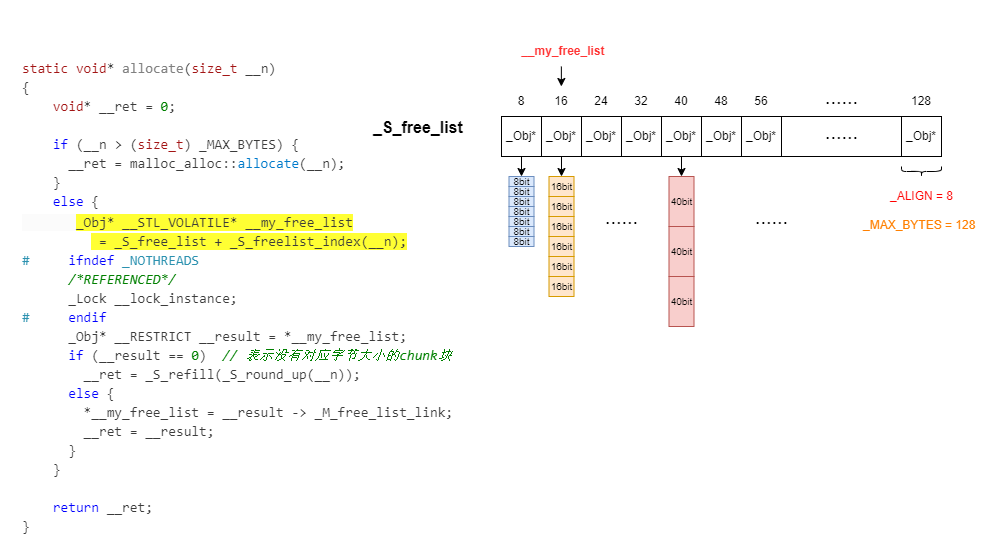 static void* allocate(size_t __n)
{
    void* __ret = 0;

    if (__n > (size_t) _MAX_BYTES) {
      __ret = malloc_alloc::allocate(__n);
    }
    else {
       _Obj* __STL_VOLATILE* __my_free_list
         = _S_free_list + _S_freelist_index(__n);
#     ifndef _NOTHREADS
      /*REFERENCED*/
      _Lock __lock_instance;
#     endif
      _Obj* __RESTRICT __result = *__my_free_list;
      if (__result == 0)  // 表示没有对应字节大小的chunk块
        __ret = _S_refill(_S_round_up(__n));
      else {
        *__my_free_list = __result -> _M_free_list_link;
        __ret = __result;
      }
    }

    return __ret;
}
__my_free_list
8 16 24 32 40 48 56 ...... 128
_S_free_list
_Obj* _Obj* _Obj* _Obj* _Obj* _Obj* _Obj* ...... _Obj*
8bit
8bit
8bit
8bit
8bit
8bit
8bit
16bit
16bit
16bit
16bit
16bit
16bit
......
40bit
40bit
40bit
......
_ALIGN = 8
_MAX_BYTES = 128